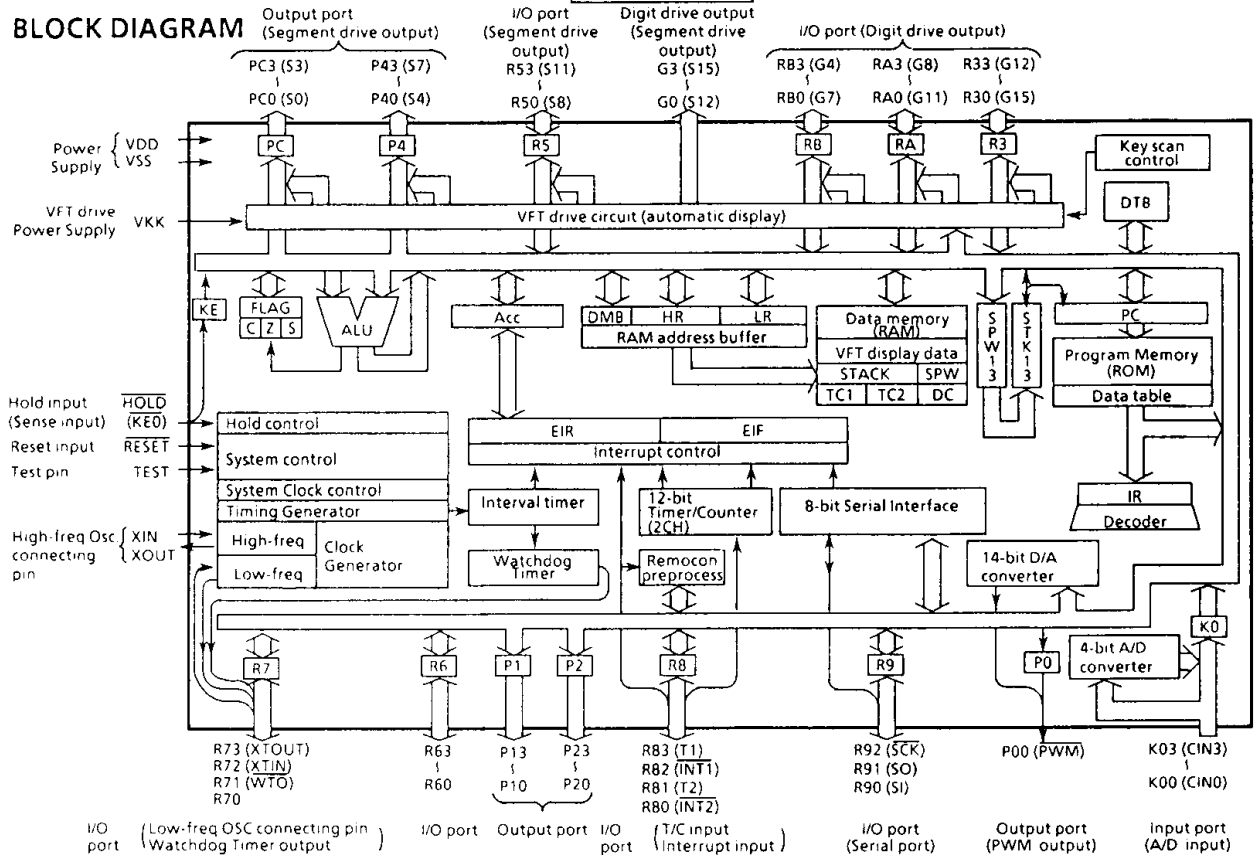 BLOCK DIAGRAM
Output port
(Segment drive output)
I/O port
(Segment drive
output)
Digit drive output
(Segment drive
output)
I/O port (Digit drive output)
PC3 (S3)
PC0 (S0)
P43 (S7)
P40 (S4)
R53 (S11)
R50 (S8)
G3 (S15)
G0 (S12)
RB3 (G4)
RB0 (G7)
RA3 (G8)
RA0 (G11)
R33 (G12)
R30 (G15)
Power
Supply
VDD
VSS
PC
P4
R5
RB
RA
R3
Key scan
control
VFT drive
Power Supply
VKK
VFT drive circuit (automatic display)
DTB
KE
FLAG
C Z S
ALU
Acc
DMB HR LR
RAM address buffer
Data memory
(RAM)
VFT display data
STACK SPW
TC1 TC2 DC
SPW13
STK13
PC
Program Memory
(ROM)
Data table
Hold input
(Sense input)
HOLD
(KE0)
Reset input RESET
Test pin TEST
Hold control
System control
System Clock control
Timing Generator
High-freq
Low-freq
Clock
Generator
High-freq Osc.
connecting
pin
XIN
XOUT
EIR EIF
Interrupt control
Interval timer
Watchdog
Timer
12-bit
Timer/Counter
(2CH)
Remocon
preprocess
8-bit Serial Interface
14-bit D/A
converter
IR
Decoder
K0
4-bit A/D
converter
R7
R6
P1
P2
R8
R9
P0
R73 (XTOUT)
R72 (XTIN)
R71 (WTO)
R70
R63
R60
P13
P10
P23
P20
R83 (T1)
R82 (INT1)
R81 (T2)
R80 (INT2)
R92 (SCK)
R91 (SO)
R90 (SI)
P00 (PWM)
K03 (CIN3)
K00 (CIN0)
I/O
port
(Low-freq OSC connecting pin
Watchdog Timer output)
I/O port
Output port
I/O
port
(T/C input
Interrupt input)
I/O port
(Serial port)
Output port
(PWM output)
Input port
(A/D input)